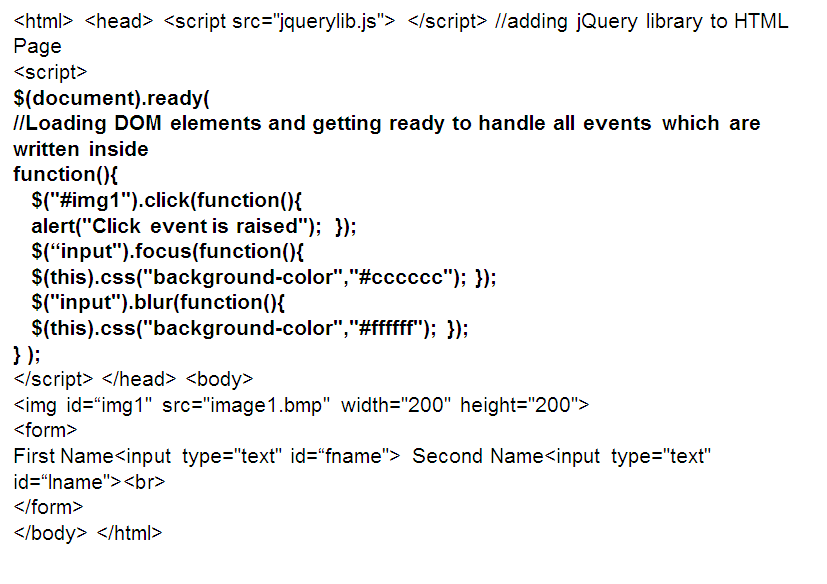 <html> <head> <script src="jquerylib.js"> </script> //adding jQuery library to HTML
Page
<script>
$(document).ready(
//Loading DOM elements and getting ready to handle all events which are
written inside
function(){
$("#img1").click(function(){
alert("Click event is raised"); });
$(“input").focus(function(){
$(this).css("background-color","#cccccc"); });
$("input").blur(function(){
$(this).css("background-color","#ffffff"); });
} );
</script> </head> <body>
<img id=“img1" src="image1.bmp" width="200" height="200">
<form>
First Name<input type="text" id=“fname"> Second Name<input type="text"
id=“lname"><br>
</form>
</body> </html>